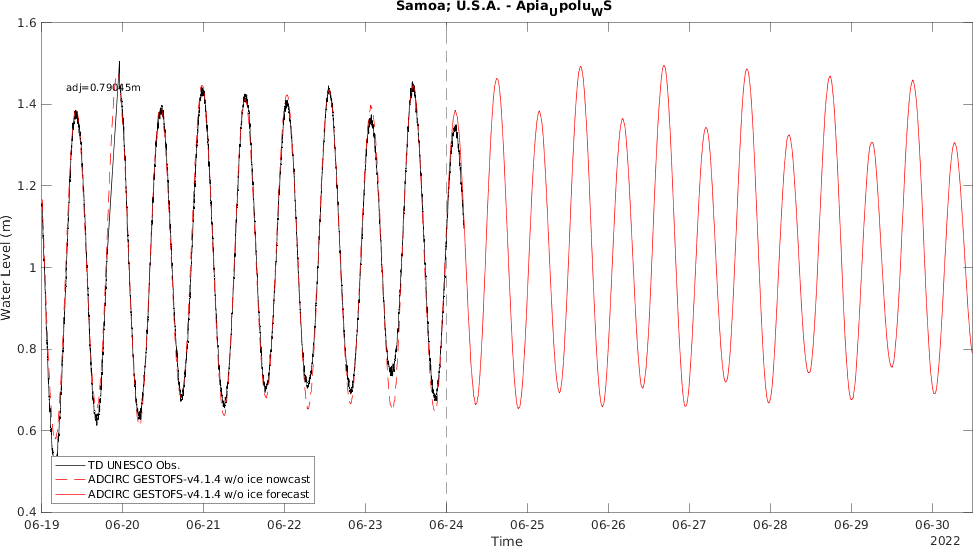 Samoa; U.S.A. - Apia_Upolu_WS
1.6
adj=0.79045m
1.4
1.2
1
0.8
0.6
0.4
Water Level (m)
TD UNESCO Obs.
ADCIRC GESTOFS-v4.1.4 w/o ice nowcast
ADCIRC GESTOFS-v4.1.4 w/o ice forecast
06-19 06-20 06-21 06-22 06-23 06-24 06-25 06-26 06-27 06-28 06-29 06-30
Time
2022